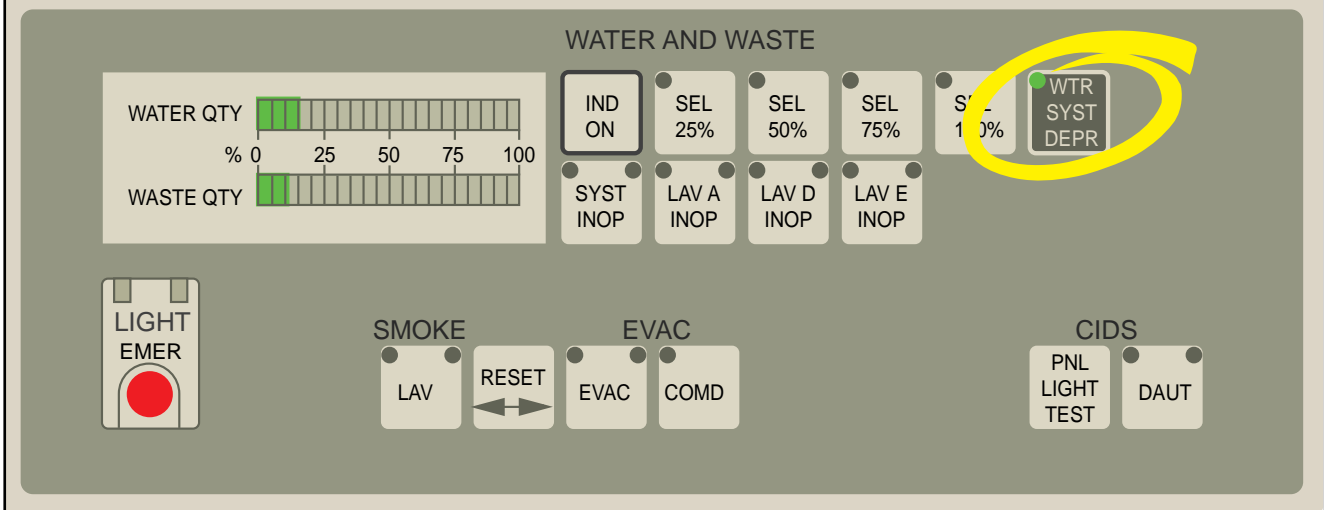 WATER AND WASTE
WATER QTY
% 0 25 50 75 100
WASTE QTY
IND
ON
SEL
25%
SEL
50%
SEL
75%
SEL
100%
WTR
SYST
DEPR
SYST
INOP
LAV A
INOP
LAV D
INOP
LAV E
INOP
LIGHT
EMER
SMOKE
LAV
RESET
EVAC
EVAC
COMD
CIDS
PNL
LIGHT
TEST
DAUT